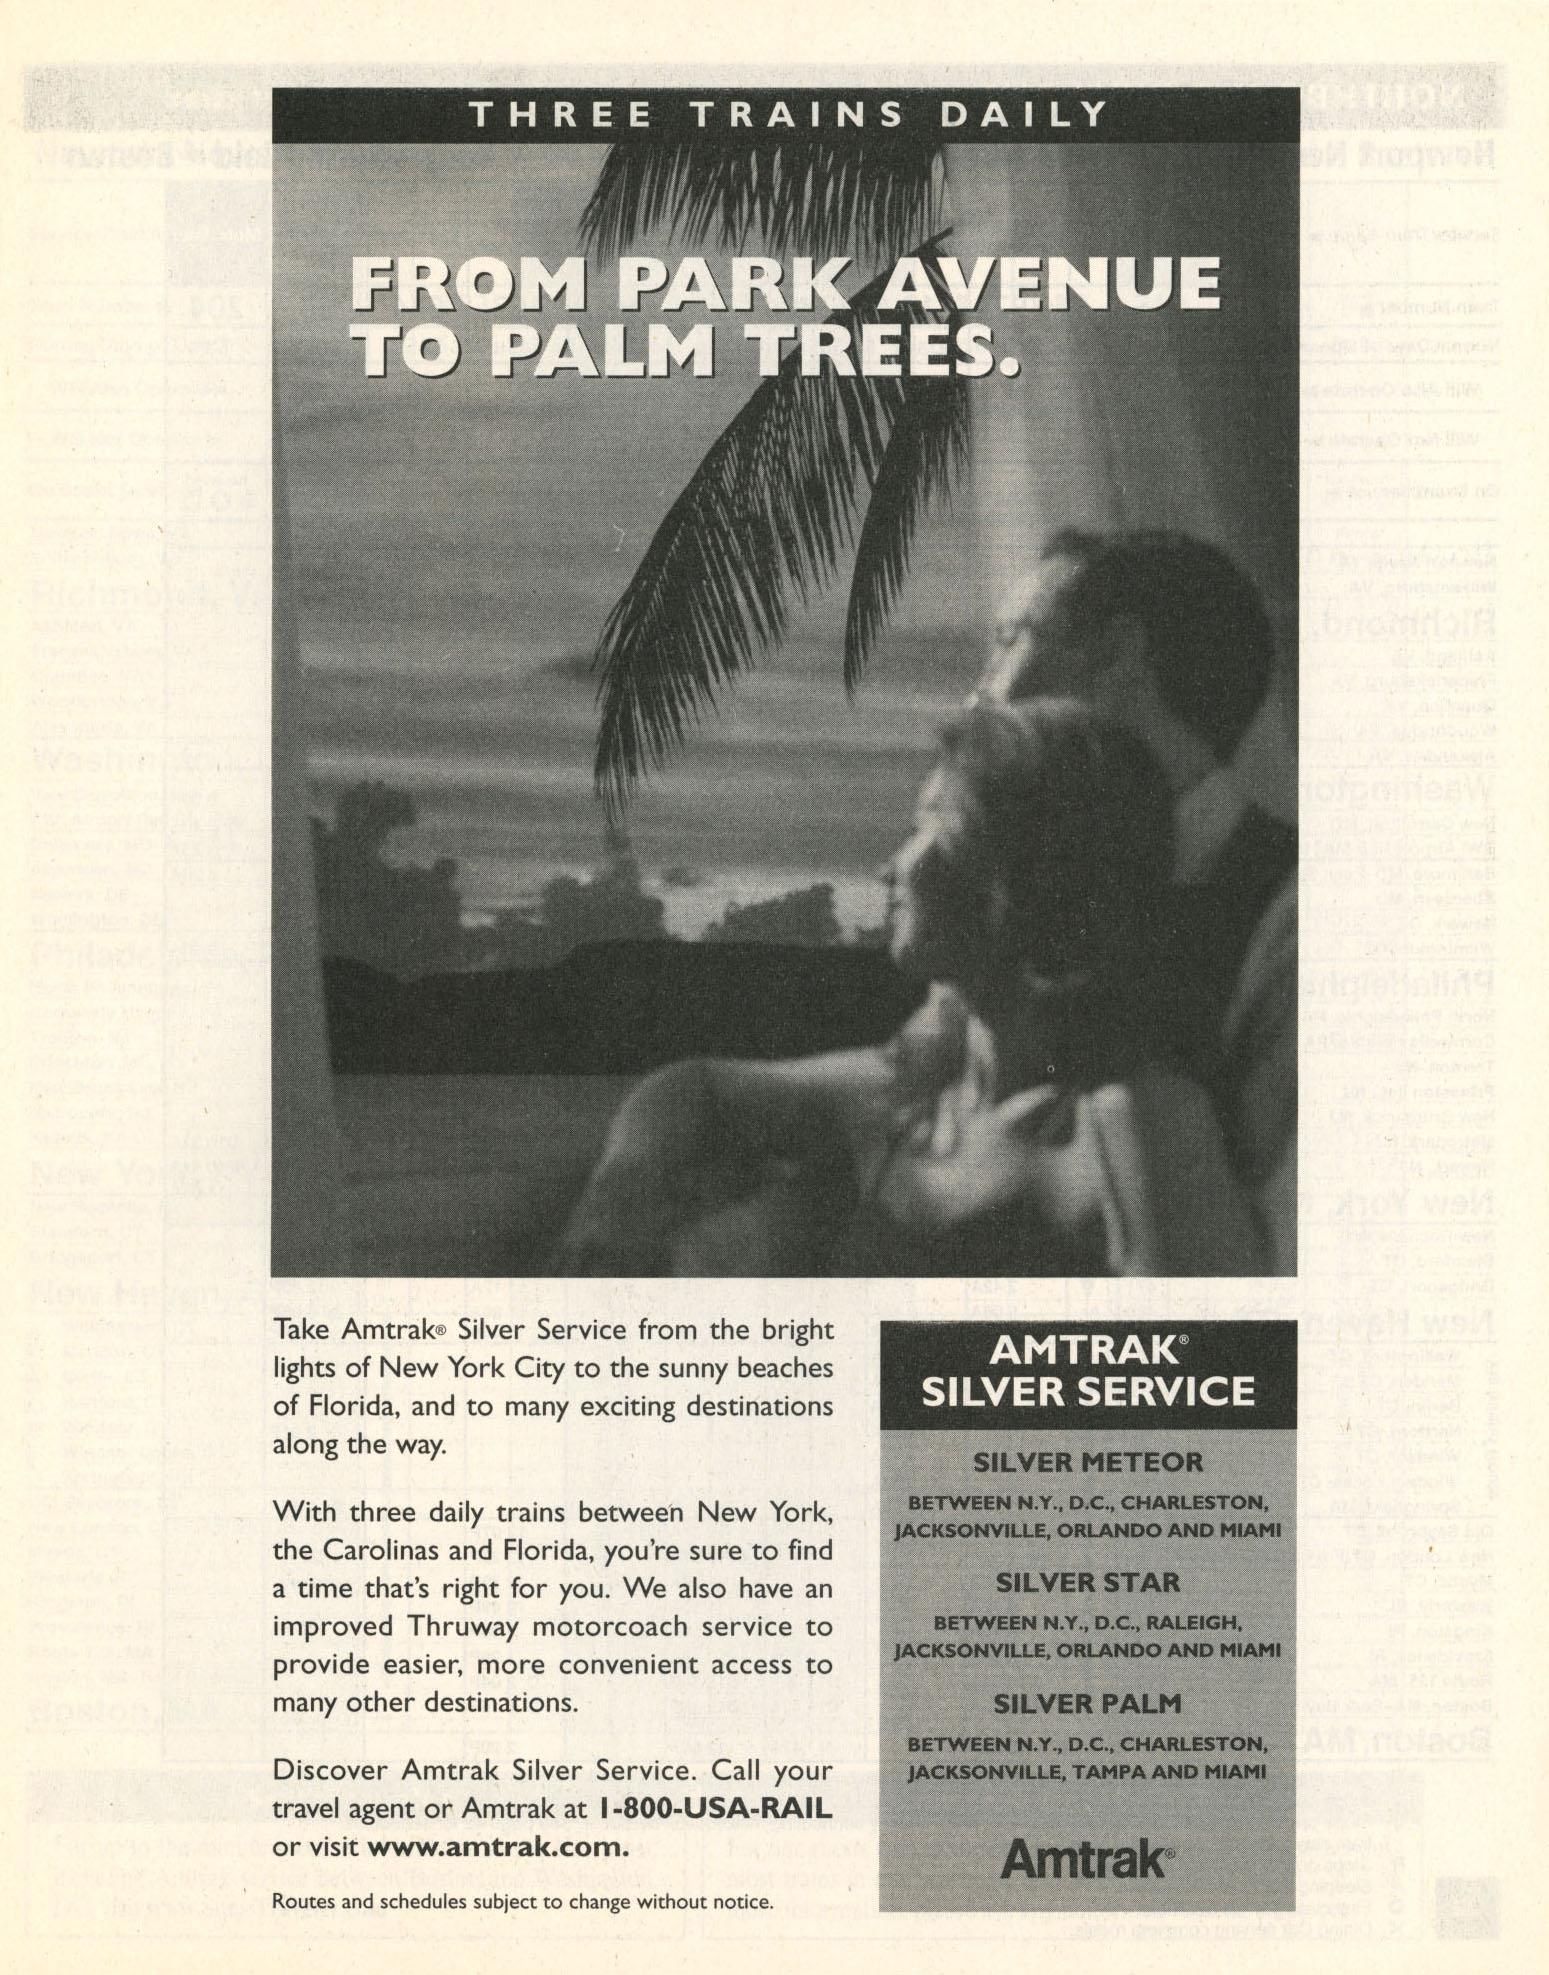 THREE TRAINS DAILY
FROM PARK AVENUE
TO PALM TREES.
Take Amtrak® Silver Service from the bright
lights of New York City to the sunny beaches
of Florida, and to many exciting destinations
along the way.
With three daily trains between New York,
the Carolinas and Florida, you're sure to find
a time that's right for you. We also have an
improved Thruway motorcoach service to
provide easier, more convenient access to
many other destinations.
Discover Amtrak Silver Service. Call your
travel agent or Amtrak at 1-800-USA-RAIL
or visit www.amtrak.com.
Routes and schedules subject to change without notice.
AMTRAK®
SILVER SERVICE
SILVER METEOR
BETWEEN N.Y., D.C., CHARLESTON,
JACKSONVILLE, ORLANDO AND MIAMI
SILVER STAR
BETWEEN N.Y., D.C., RALEIGH,
JACKSONVILLE, ORLANDO AND MIAMI
SILVER PALM
BETWEEN N.Y., D.C., CHARLESTON,
JACKSONVILLE, TAMPA AND MIAMI
Amtrak®